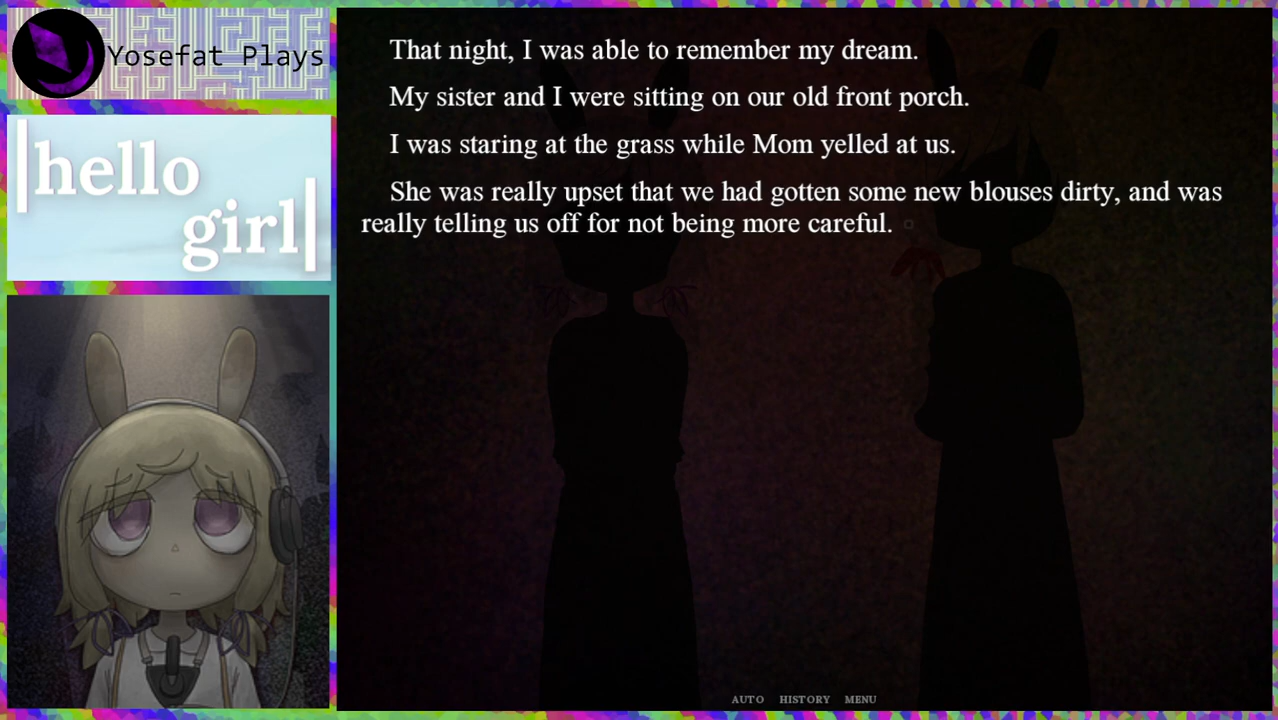 Yosefat Plays
hello
girl
That night, I was able to remember my dream.
My sister and I were sitting on our old front porch.
I was staring at the grass while Mom yelled at us.
She was really upset that we had gotten some new blouses dirty, and was
really telling us off for not being more careful.
AUTO HISTORY MENU